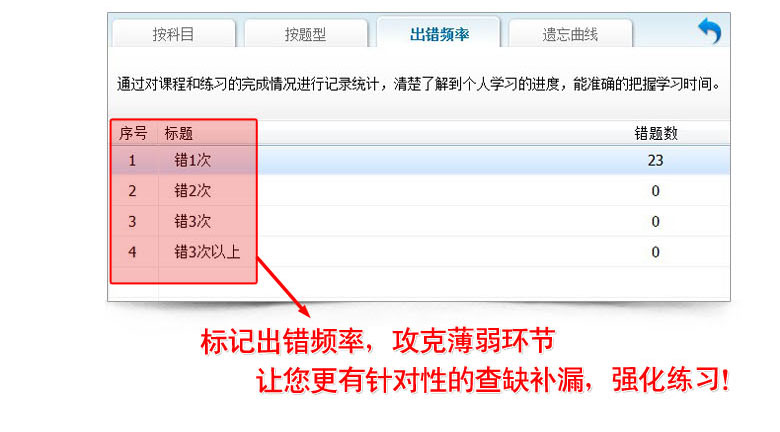 按科目 按题型 出错频率 遗忘曲线
通过对课程和练习的完成情况进行记录统计，清楚了解到个人学习的进度，能准确的把握学习时间。
序号 标题 错题数
1 错1次 23
2 错2次 0
3 错3次 0
4 错3次以上 0
标记出错频率，攻克薄弱环节
让您更有针对性的查缺补漏，强化练习!